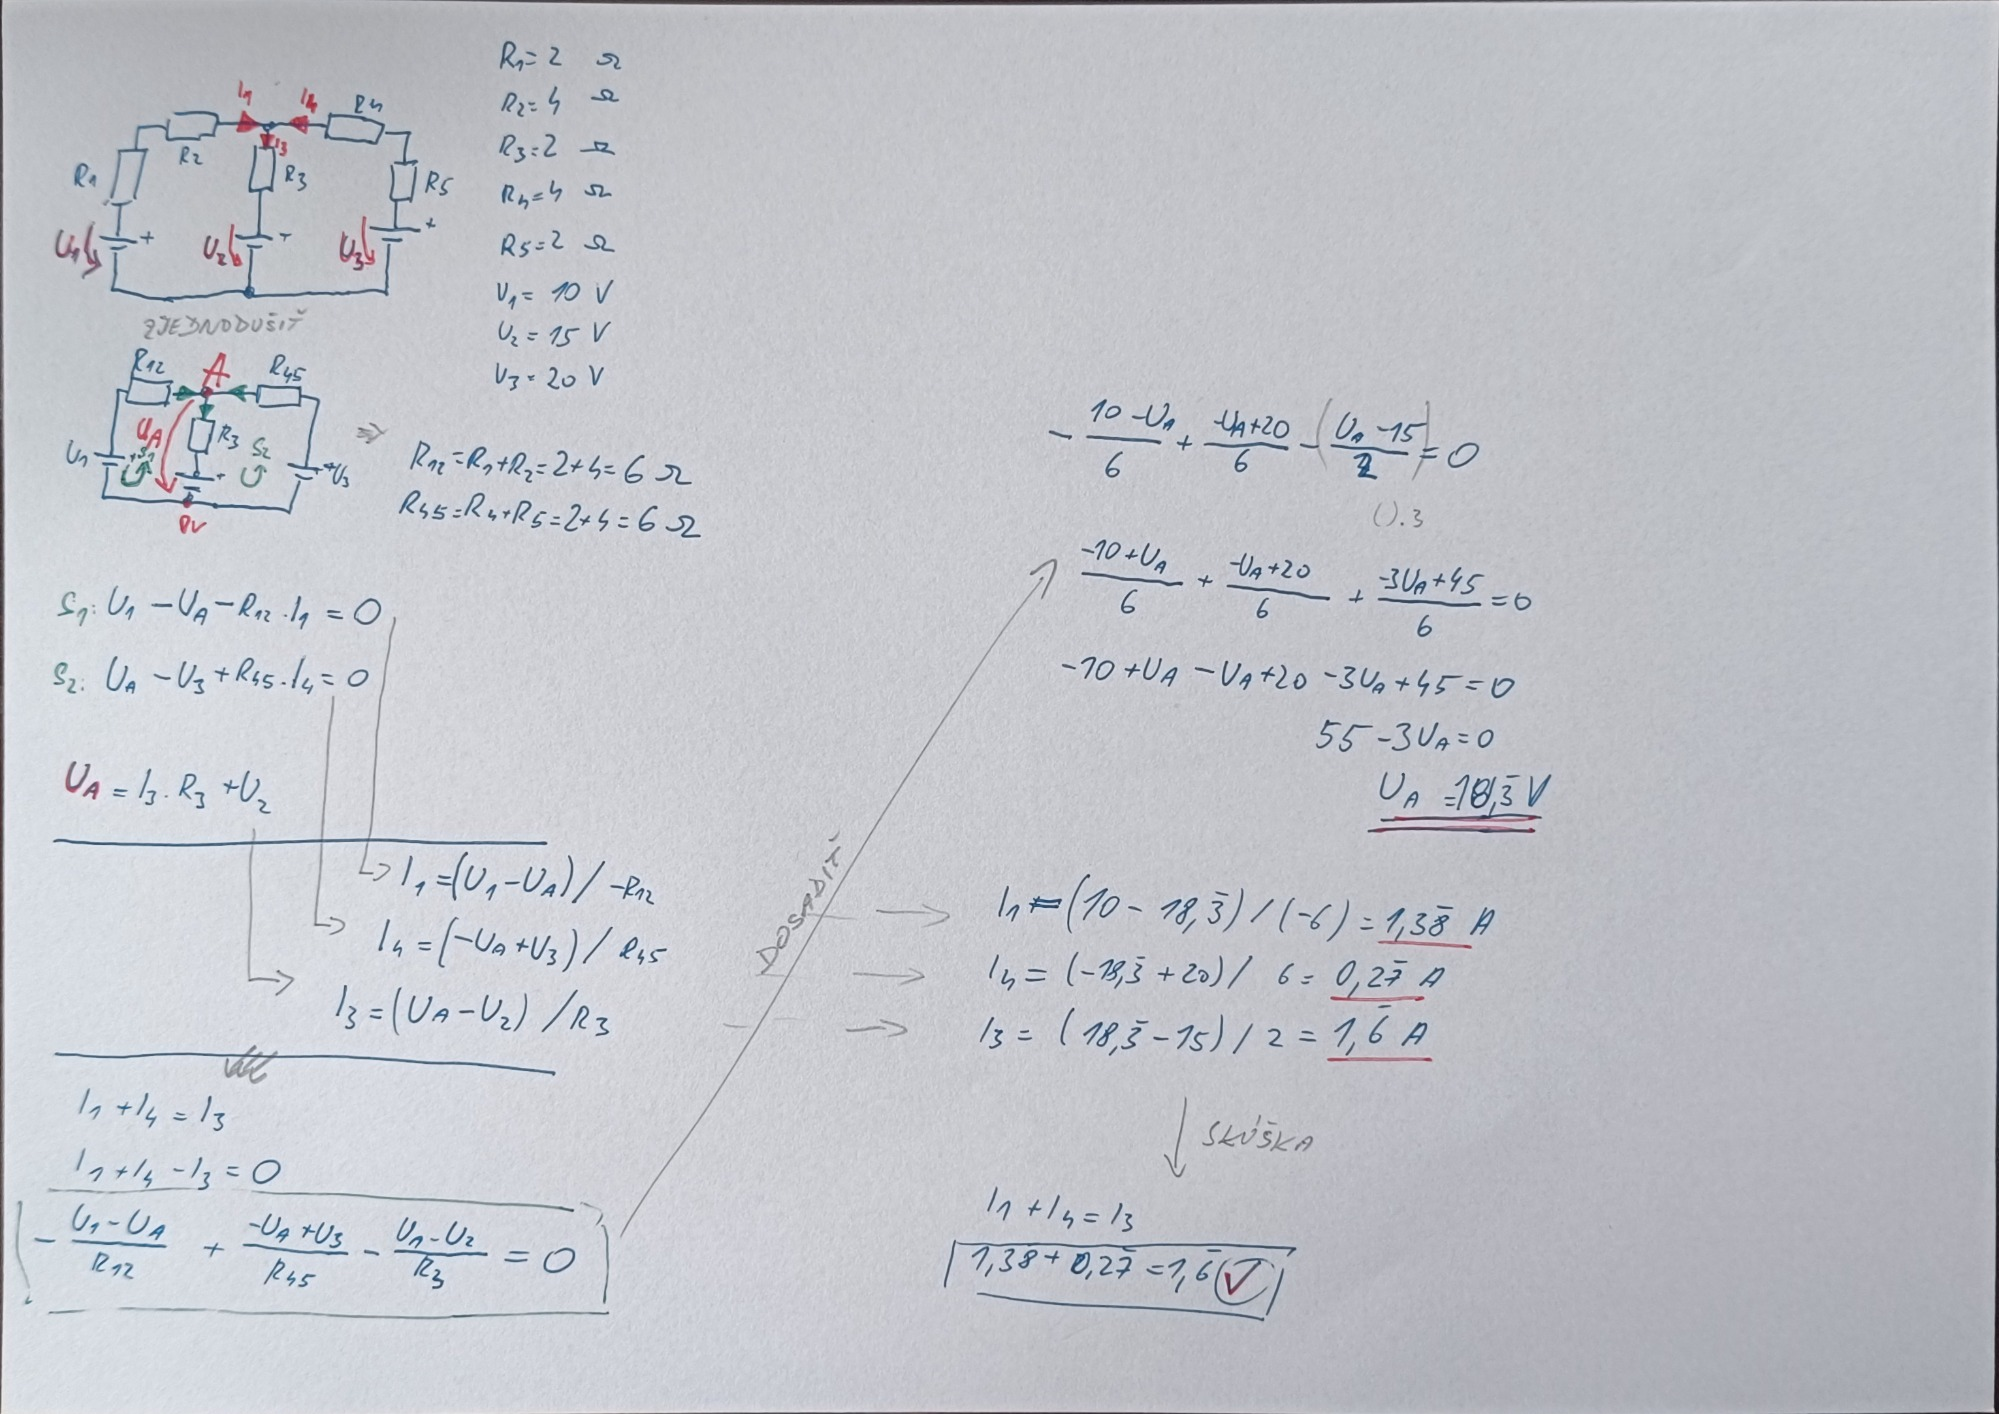 R1 R2 R3 R4 R5
I1 I4 I3
U1 + U2 + U3 +
R1= 2 Ω
R2= 4 Ω
R3= 2 Ω
R4= 4 Ω
R5= 2 Ω
U1 = 10 V
U2 = 15 V
U3 = 20 V
ZJEDNODUŠIŤ
R12 A R45
UA R3 S1 S2
U1 + + +U3
RV
⇒ R12 = R1 + R2 = 2+4 = 6 Ω
R45 = R4 + R5 = 2+4 = 6 Ω
S1: U1 - UA - R12 . I1 = 0
S2: UA - U3 + R45 . I4 = 0
UA = I3 . R3 + U2
I1 = (U1 - UA) / -R12
I4 = (-UA + U3) / R45
I3 = (UA - U2) / R3
I1 + I4 = I3
I1 + I4 - I3 = 0
- (U1 - UA)/R12 + (-UA + U3)/R45 - (U1 - U2)/R3 = 0
DOSADIŤ
- (10 - UA)/6 + (-UA + 20)/6 - ((UA - 15)/2) = 0
().3
(-10 + UA)/6 + (-UA + 20)/6 + (-3UA + 45)/6 = 0
-10 + UA - UA + 20 - 3UA + 45 = 0
55 - 3UA = 0
UA = 18,3̅ V
I1 = (10 - 18,3̅) / (-6) = 1,38̅ A
I4 = (-18,3̅ + 20) / 6 = 0,27̅ A
I3 = (18,3̅ - 15) / 2 = 1,6̅ A
SKÚŠKA
I1 + I4 = I3
1,38̅ + 0,27̅ = 1,6̅ ✓